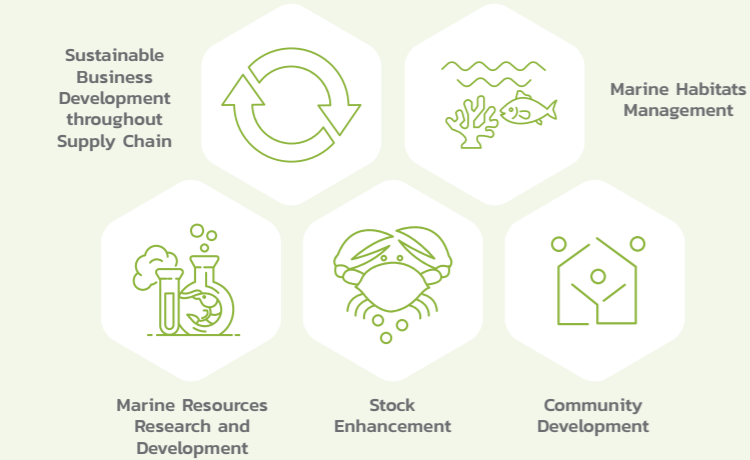 Sustainable
Business
Development
throughout
Supply Chain
Marine Habitats
Management
Marine Resources
Research and
Development
Stock
Enhancement
Community
Development